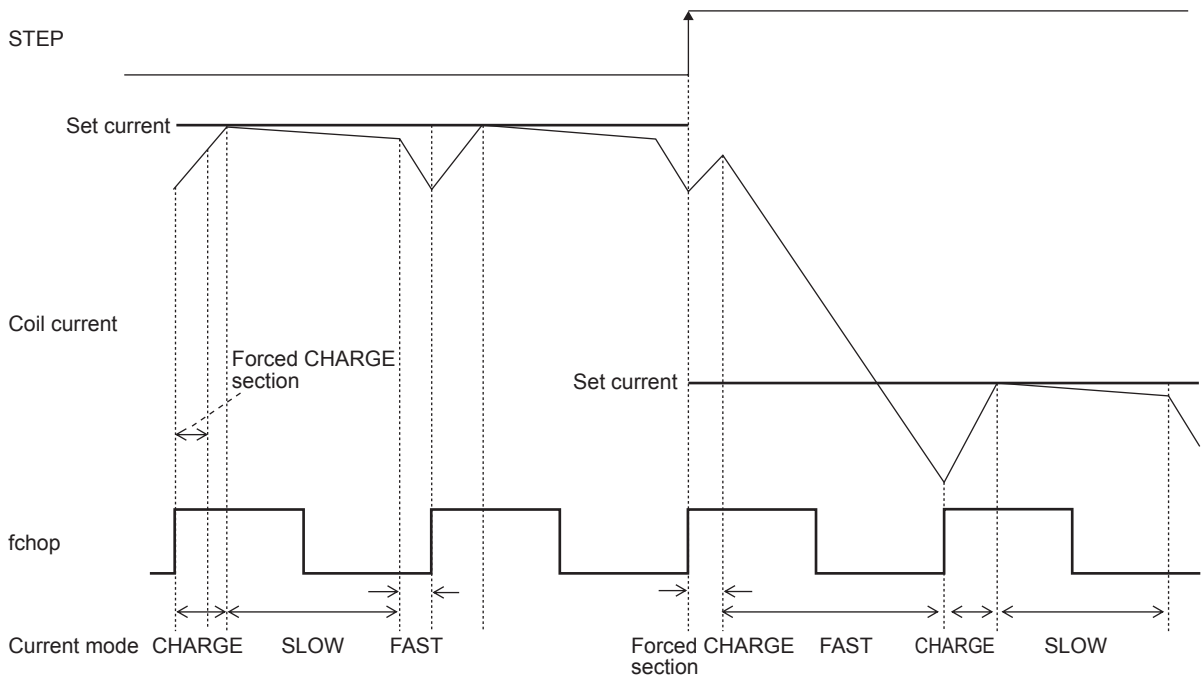 STEP
Set current
Coil current
Forced CHARGE
section
Set current
fchop
Current mode CHARGE SLOW FAST Forced CHARGE FAST CHARGE SLOW
section